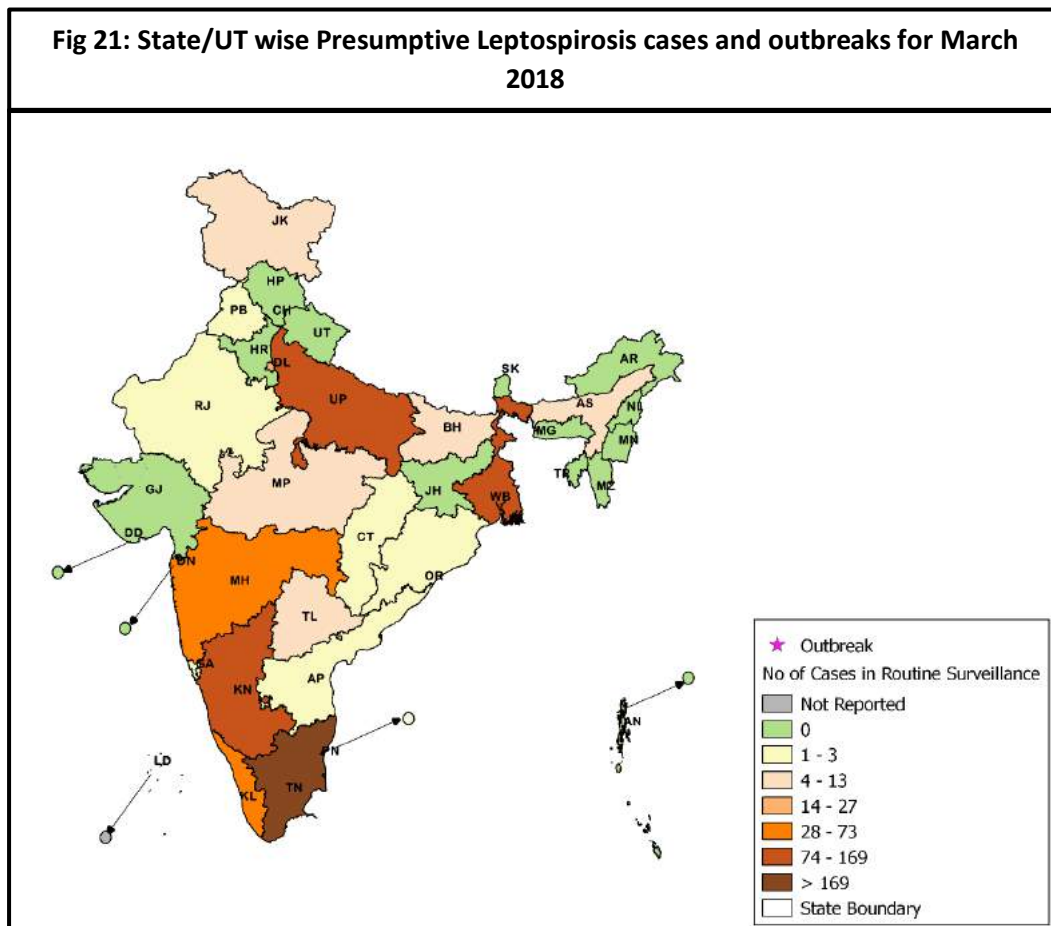 Fig 21: State/UT wise Presumptive Leptospirosis cases and outbreaks for March
2018
JK
HP
PB
CH
UT
HR
DL
AR
SK
RJ
UP
AS
NL
BH
MG
MN
GJ
MP
JH
TR
MZ
WB
DD
CT
DN
MH
OR
TL
GA
AP
KN
AN
PN
LD
TN
KL
Outbreak
No of Cases in Routine Surveillance
Not Reported
0
1 - 3
4 - 13
14 - 27
28 - 73
74 - 169
> 169
State Boundary